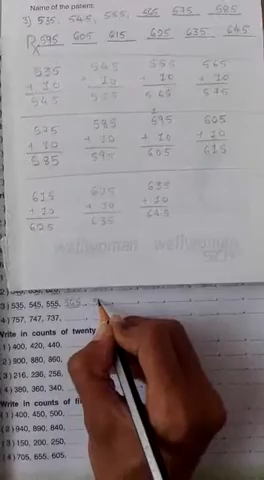 Name of the patient:
3) 535, 545, 555, 565 575 585
Rx 595 605 615 625 635 645
535 545 555 565
+ 10 + 10 + 10 + 10
545 555 565 575
575 585 595 605
+ 10 + 10 + 10 + 10
585 595 605 615
615 625 635
+ 10 + 10 + 10
625 635 645
wellwoman wellwoman
3) 535, 545, 555, 565
4) 757, 747, 737,
Write in counts of twenty
1) 400, 420, 440.
2) 900, 880, 860,
3) 216, 236, 256,
4) 380, 360, 340,
Write in counts of
1) 400, 450, 500,
2) 940, 890, 840,
3) 150, 200, 250,
4) 705, 655, 605.